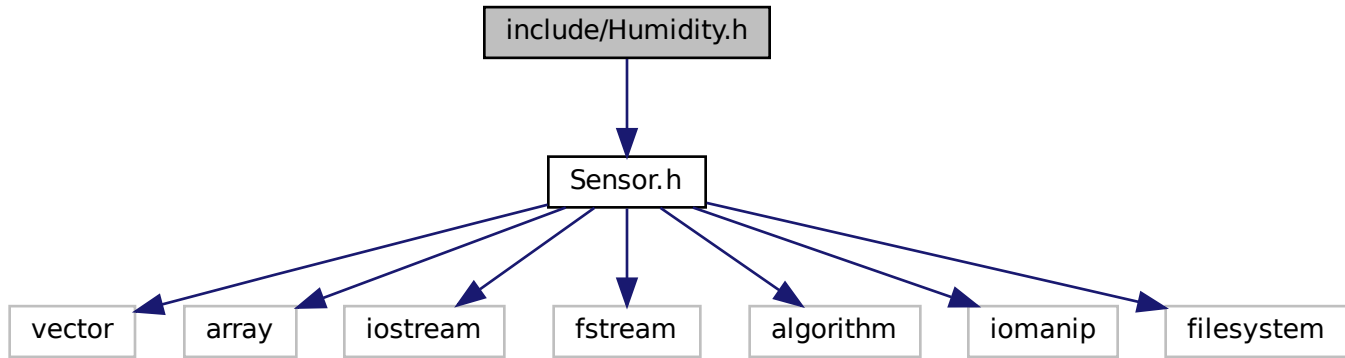 include/Humidity.h
Sensor.h
vector
array
iostream
fstream
algorithm
iomanip
filesystem